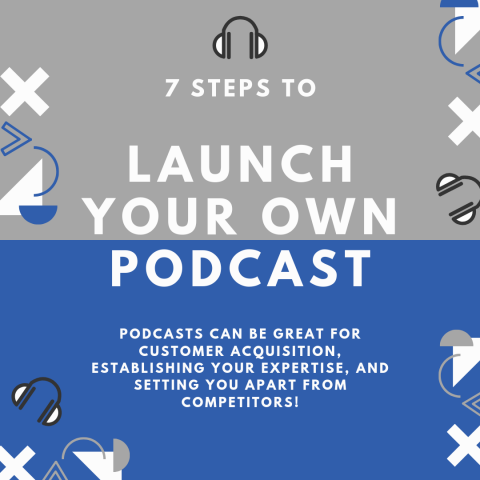 7 STEPS TO
LAUNCH
YOUR OWN
PODCAST
PODCASTS CAN BE GREAT FOR
CUSTOMER ACQUISITION,
ESTABLISHING YOUR EXPERTISE, AND
SETTING YOU APART FROM
COMPETITORS!